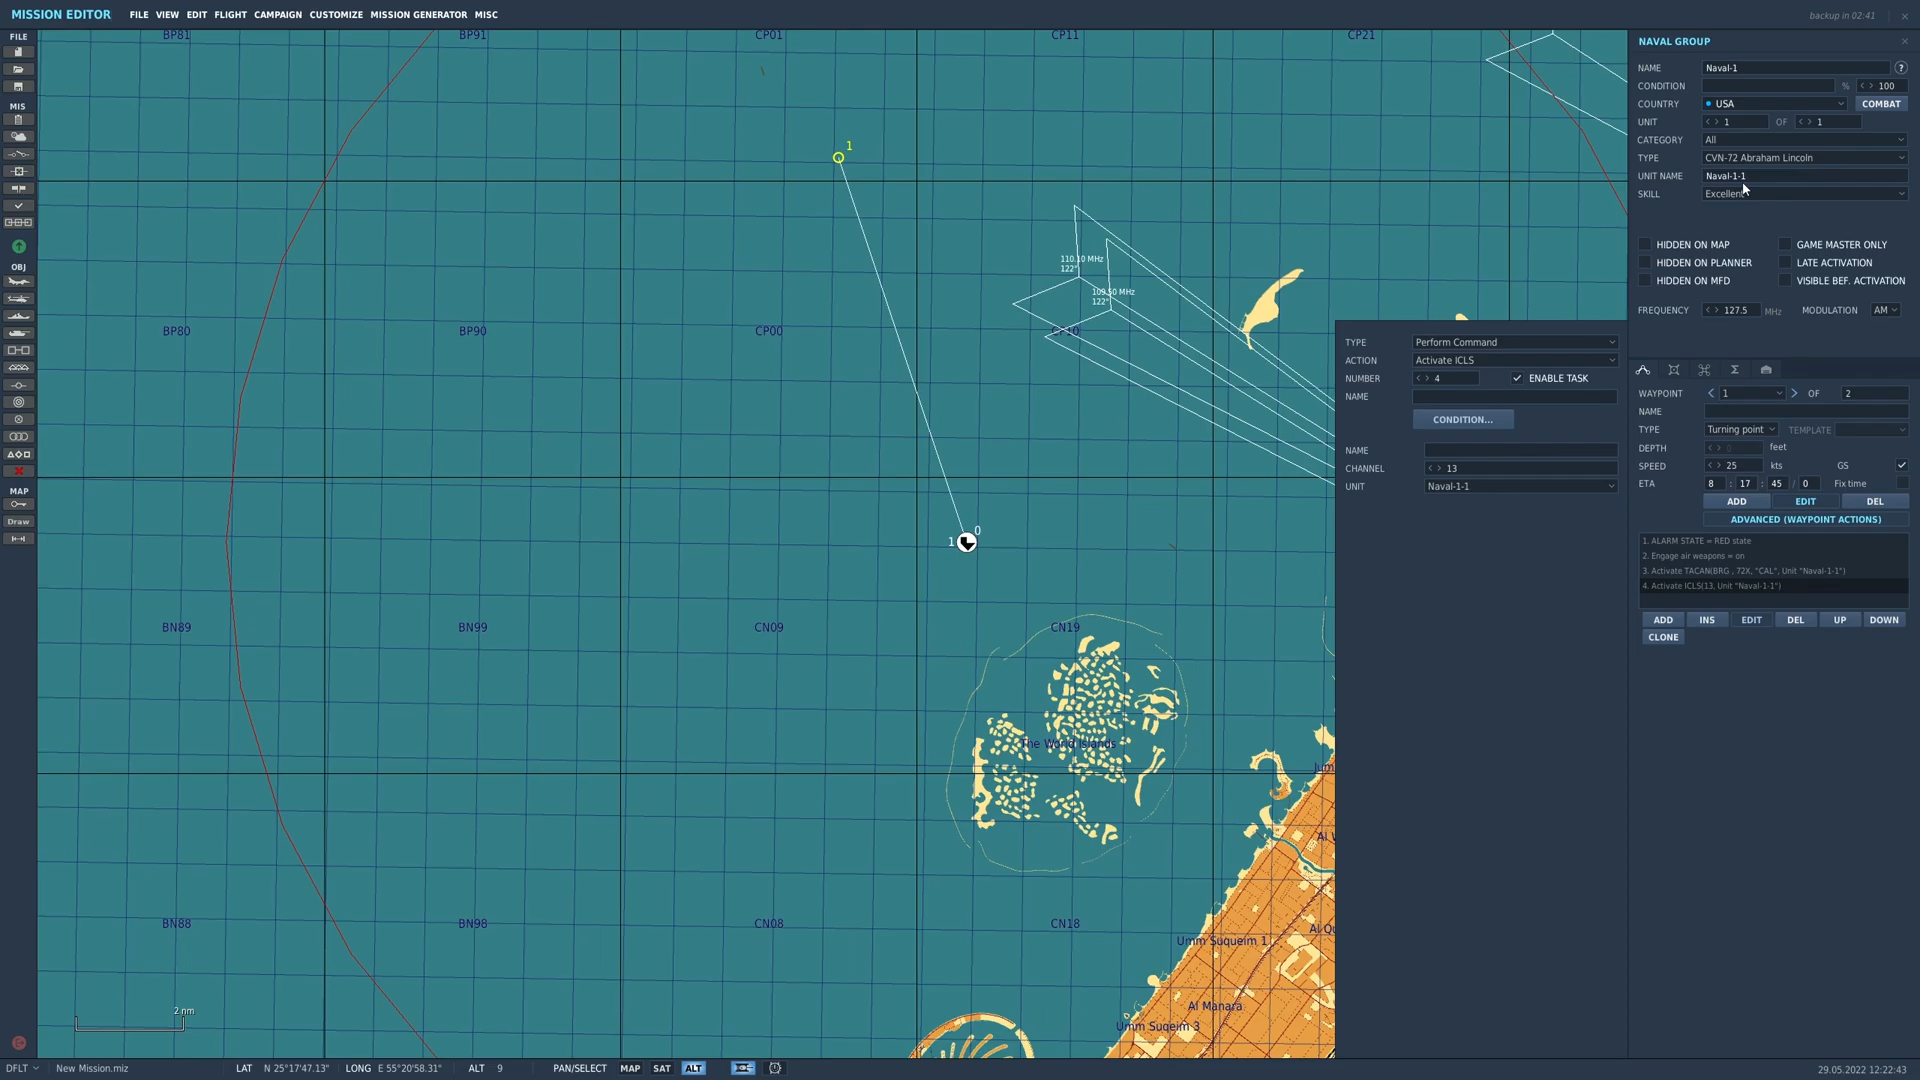 MISSION EDITOR
FILE VIEW EDIT FLIGHT CAMPAIGN CUSTOMIZE MISSION GENERATOR MISC
backup in 02:41
FILE
MIS
OBJ
MAP
Draw
BP81
BP91
CP01
CP11
CP21
1
110.10 MHz
122°
109.50 MHz
122°
BP80
BP90
CP00
0
1
BN89
BN99
CN09
CN19
The World Islands
BN88
BN98
CN08
CN18
Umm Suqueim 1
Al Manara
Umm Suqeim 3
2 nm
TYPE Perform Command
ACTION Activate ICLS
NUMBER < > 4 ENABLE TASK
NAME
CONDITION...
NAME
CHANNEL < > 13
UNIT Naval-1-1
NAVAL GROUP
NAME Naval-1 ?
CONDITION % < > 100
COUNTRY USA COMBAT
UNIT < > 1 OF < > 1
CATEGORY All
TYPE CVN-72 Abraham Lincoln
UNIT NAME Naval-1-1
SKILL Excellent
HIDDEN ON MAP GAME MASTER ONLY
HIDDEN ON PLANNER LATE ACTIVATION
HIDDEN ON MFD VISIBLE BEF. ACTIVATION
FREQUENCY < > 127.5 MHz MODULATION AM
WAYPOINT < 1 > OF 2
NAME
TYPE Turning point TEMPLATE
DEPTH < > 0 feet
SPEED < > 25 kts GS
ETA 8 : 17 : 45 / 0 Fix time
ADD EDIT DEL
ADVANCED (WAYPOINT ACTIONS)
1. ALARM STATE = RED state
2. Engage air weapons = on
3. Activate TACAN(BRG , 72X, "CAL", Unit "Naval-1-1")
4. Activate ICLS(13, Unit "Naval-1-1")
ADD INS EDIT DEL UP DOWN
CLONE
DFLT New Mission.miz LAT N 25°17'47.13" LONG E 55°20'58.31" ALT 9 PAN/SELECT MAP SAT ALT
29.05.2022 12:22:43